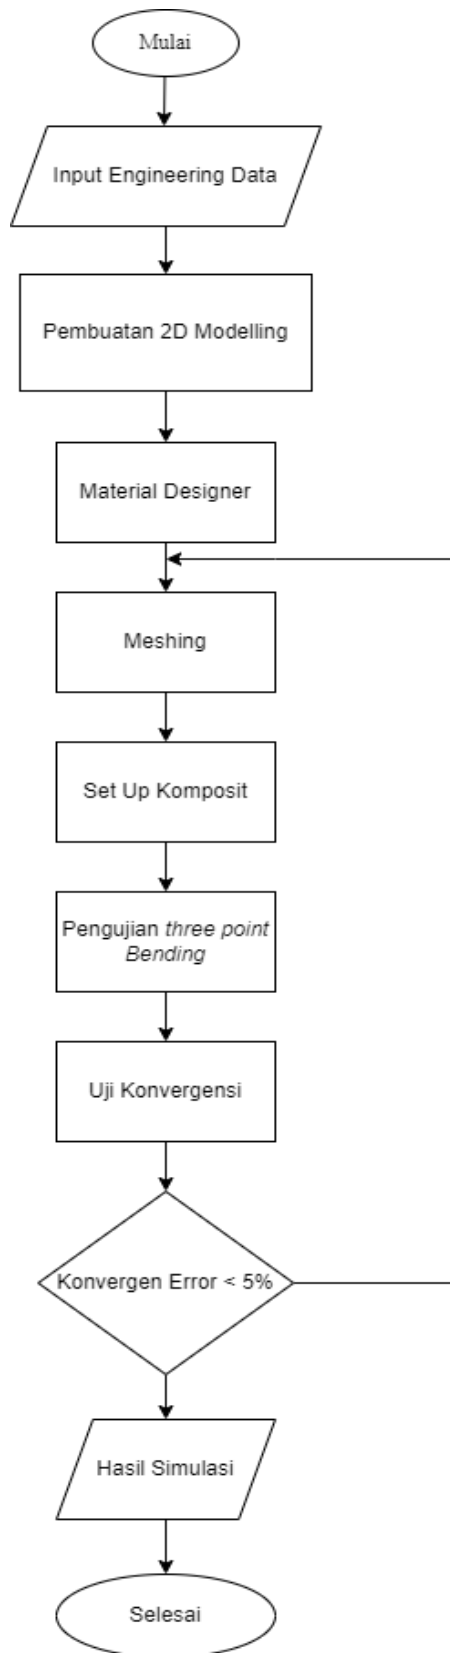 Mulai
Input Engineering Data
Pembuatan 2D Modelling
Material Designer
Meshing
Set Up Komposit
Pengujian three point
Bending
Uji Konvergensi
Konvergen Error < 5%
Hasil Simulasi
Selesai